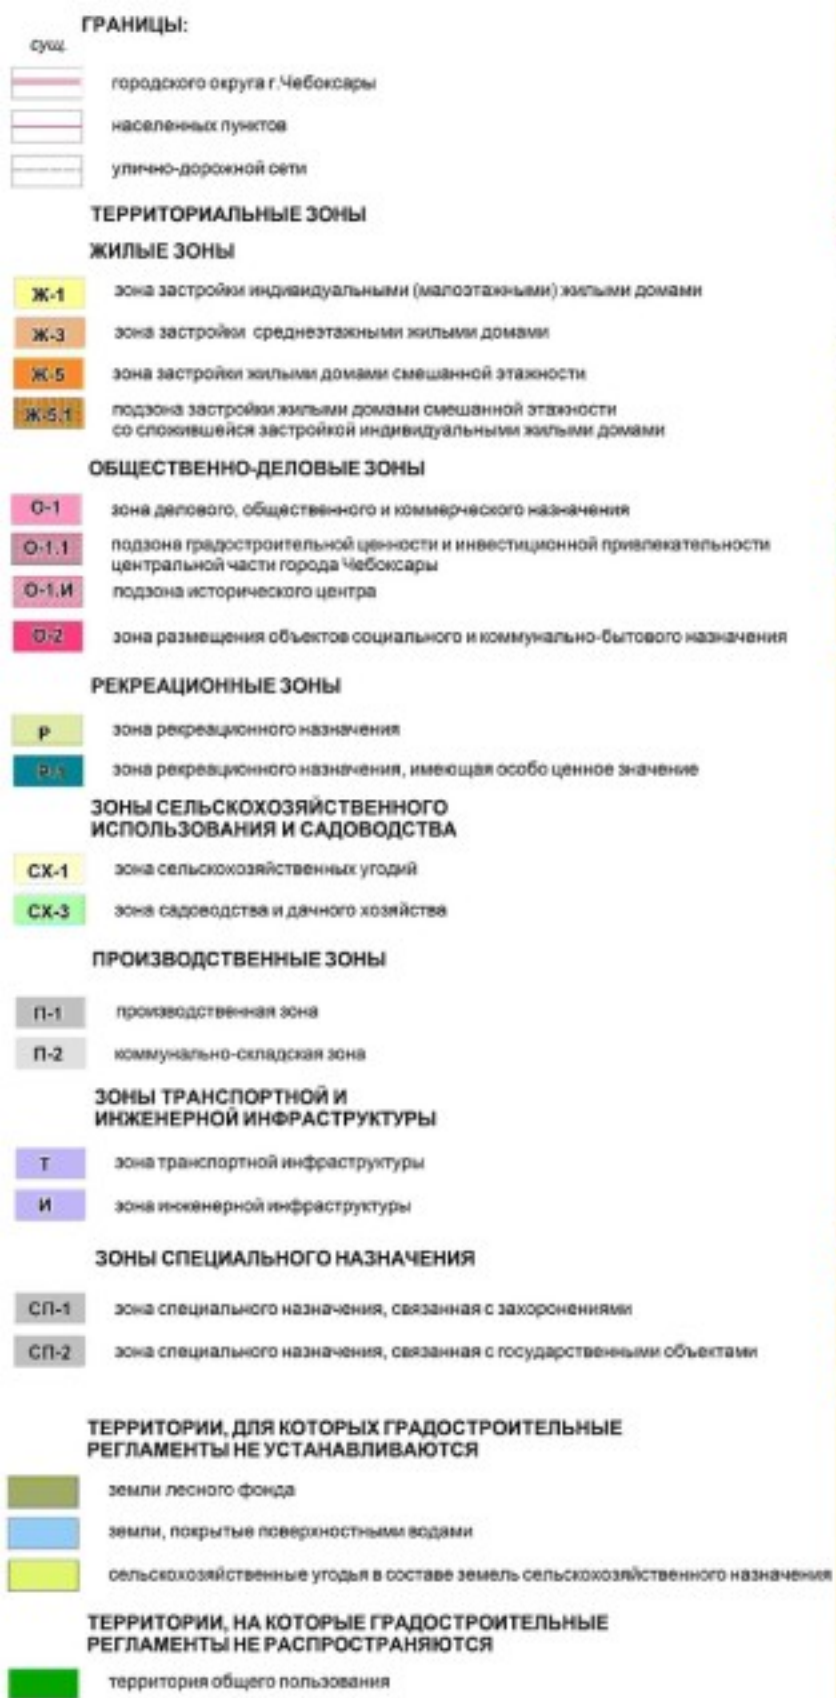 ГРАНИЦЫ:
сущ.
городского округа г.Чебоксары
населенных пунктов
улично-дорожной сети
ТЕРРИТОРИАЛЬНЫЕ ЗОНЫ
ЖИЛЫЕ ЗОНЫ
Ж-1 зона застройки индивидуальными (малоэтажными) жилыми домами
Ж-3 зона застройки среднеэтажными жилыми домами
Ж-5 зона застройки жилыми домами смешанной этажности
Ж-5.1 подзона застройки жилыми домами смешанной этажности
со сложившейся застройкой индивидуальными жилыми домами
ОБЩЕСТВЕННО-ДЕЛОВЫЕ ЗОНЫ
О-1 зона делового, общественного и коммерческого назначения
О-1.1 подзона градостроительной ценности и инвестиционной привлекательности
центральной части города Чебоксары
О-1.И подзона исторического центра
О-2 зона размещения объектов социального и коммунально-бытового назначения
РЕКРЕАЦИОННЫЕ ЗОНЫ
Р зона рекреационного назначения
Р-1 зона рекреационного назначения, имеющая особо ценное значение
ЗОНЫ СЕЛЬСКОХОЗЯЙСТВЕННОГО
ИСПОЛЬЗОВАНИЯ И САДОВОДСТВА
СХ-1 зона сельскохозяйственных угодий
СХ-3 зона садоводства и дачного хозяйства
ПРОИЗВОДСТВЕННЫЕ ЗОНЫ
П-1 производственная зона
П-2 коммунально-складская зона
ЗОНЫ ТРАНСПОРТНОЙ И
ИНЖЕНЕРНОЙ ИНФРАСТРУКТУРЫ
Т зона транспортной инфраструктуры
И зона инженерной инфраструктуры
ЗОНЫ СПЕЦИАЛЬНОГО НАЗНАЧЕНИЯ
СП-1 зона специального назначения, связанная с захоронениями
СП-2 зона специального назначения, связанная с государственными объектами
ТЕРРИТОРИИ, ДЛЯ КОТОРЫХ ГРАДОСТРОИТЕЛЬНЫЕ
РЕГЛАМЕНТЫ НЕ УСТАНАВЛИВАЮТСЯ
земли лесного фонда
земли, покрытые поверхностными водами
сельскохозяйственные угодья в составе земель сельскохозяйственного назначения
ТЕРРИТОРИИ, НА КОТОРЫЕ ГРАДОСТРОИТЕЛЬНЫЕ
РЕГЛАМЕНТЫ НЕ РАСПРОСТРАНЯЮТСЯ
территория общего пользования